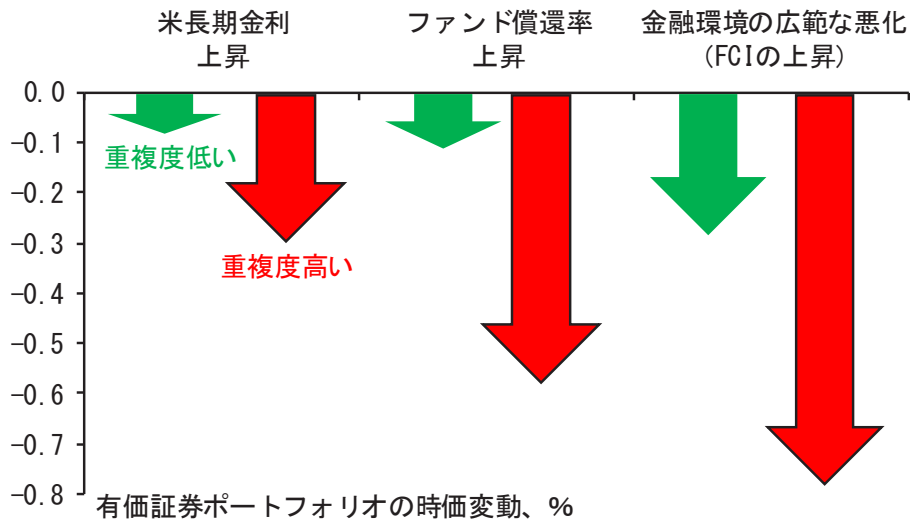 米長期金利
上昇
ファンド償還率
上昇
金融環境の広範な悪化
(FCIの上昇)
0.0
-0.1
-0.2
-0.3
-0.4
-0.5
-0.6
-0.7
-0.8
重複度低い
重複度高い
有価証券ポートフォリオの時価変動、%